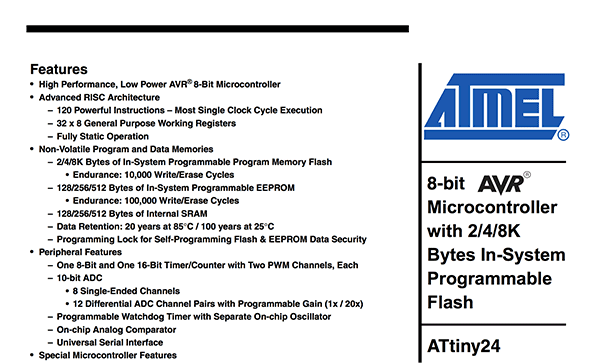 Features
• High Performance, Low Power AVR® 8-Bit Microcontroller
• Advanced RISC Architecture
– 120 Powerful Instructions – Most Single Clock Cycle Execution
– 32 x 8 General Purpose Working Registers
– Fully Static Operation
• Non-Volatile Program and Data Memories
– 2/4/8K Bytes of In-System Programmable Program Memory Flash
• Endurance: 10,000 Write/Erase Cycles
– 128/256/512 Bytes of In-System Programmable EEPROM
• Endurance: 100,000 Write/Erase Cycles
– 128/256/512 Bytes of Internal SRAM
– Data Retention: 20 years at 85°C / 100 years at 25°C
– Programming Lock for Self-Programming Flash & EEPROM Data Security
• Peripheral Features
– One 8-Bit and One 16-Bit Timer/Counter with Two PWM Channels, Each
– 10-bit ADC
• 8 Single-Ended Channels
• 12 Differential ADC Channel Pairs with Programmable Gain (1x / 20x)
– Programmable Watchdog Timer with Separate On-chip Oscillator
– On-chip Analog Comparator
– Universal Serial Interface
• Special Microcontroller Features
ATMEL®
8-bit AVR®
Microcontroller
with 2/4/8K
Bytes In-System
Programmable
Flash
ATtiny24